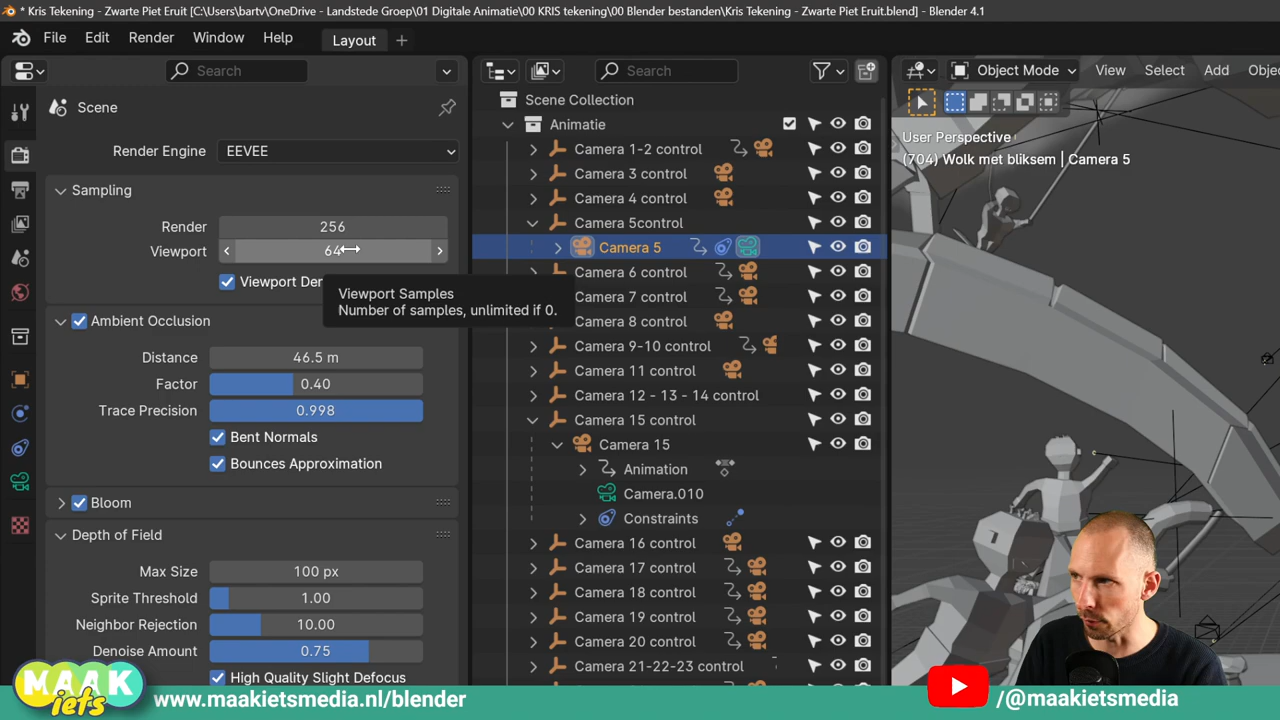 * Kris Tekening - Zwarte Piet Eruit [C:\Users\bartv\OneDrive - Landstede Groep\01 Digitale Animatie\00 KRIS tekening\00 Blender bestanden\Kris Tekening - Zwarte Piet Eruit.blend] - Blender 4.1
File Edit Render Window Help Layout +
Search
Search
Object Mode View Select Add Objec
Scene
Render Engine EEVEE
Sampling
Render 256
Viewport 64
Viewport Den
Viewport Samples
Number of samples, unlimited if 0.
Ambient Occlusion
Distance 46.5 m
Factor 0.40
Trace Precision 0.998
Bent Normals
Bounces Approximation
Bloom
Depth of Field
Max Size 100 px
Sprite Threshold 1.00
Neighbor Rejection 10.00
Denoise Amount 0.75
High Quality Slight Defocus
Scene Collection
Animatie
Camera 1-2 control
Camera 3 control
Camera 4 control
Camera 5control
Camera 5
Camera 6 control
Camera 7 control
Camera 8 control
Camera 9-10 control
Camera 11 control
Camera 12 - 13 - 14 control
Camera 15 control
Camera 15
Animation
Camera.010
Constraints
Camera 16 control
Camera 17 control
Camera 18 control
Camera 19 control
Camera 20 control
Camera 21-22-23 control
User Perspective
(704) Wolk met bliksem | Camera 5
MAAK
iets
www.maakietsmedia.nl/blender
/@maakietsmedia